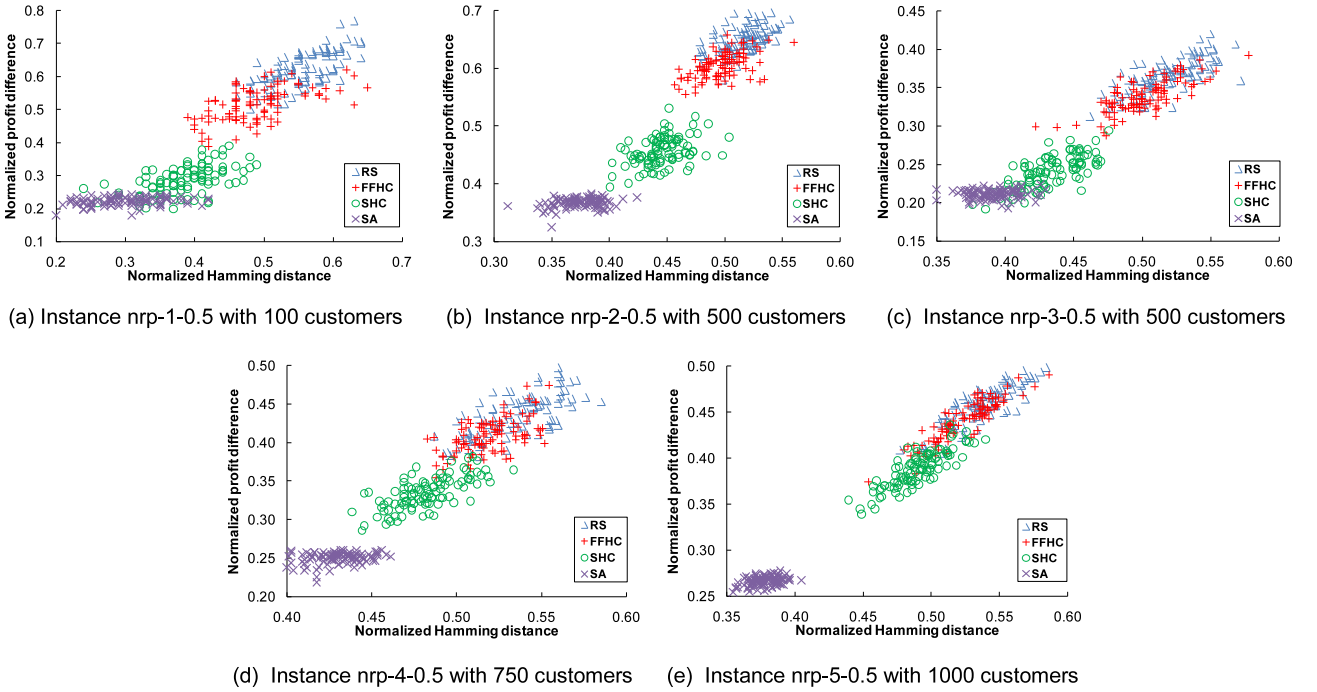 Normalized profit difference
0.8
0.7
0.6
0.5
0.4
0.3
0.2
0.1
0.2 0.3 0.4 0.5 0.6 0.7
Normalized Hamming distance
RS
FFHC
SHC
SA
(a) Instance nrp-1-0.5 with 100 customers
Normalized profit difference
0.7
0.6
0.5
0.4
0.3
0.30 0.35 0.40 0.45 0.50 0.55 0.60
Normalized Hamming distance
RS
FFHC
SHC
SA
(b) Instance nrp-2-0.5 with 500 customers
Normalized profit difference
0.45
0.40
0.35
0.30
0.25
0.20
0.15
0.35 0.40 0.45 0.50 0.55 0.60
Normalized Hamming distance
RS
FFHC
SHC
SA
(c) Instance nrp-3-0.5 with 500 customers
Normalized profit difference
0.50
0.45
0.40
0.35
0.30
0.25
0.20
0.40 0.45 0.50 0.55 0.60
Normalized Hamming distance
RS
FFHC
SHC
SA
(d) Instance nrp-4-0.5 with 750 customers
Normalized profit difference
0.50
0.45
0.40
0.35
0.30
0.25
0.35 0.40 0.45 0.50 0.55 0.60
Normalized Hamming distance
RS
FFHC
SHC
SA
(e) Instance nrp-5-0.5 with 1000 customers